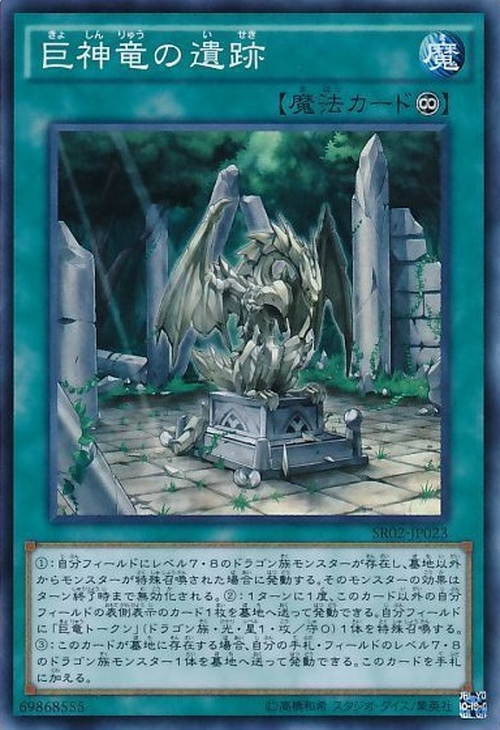 巨神竜の遺跡
【魔法カード】
SR02-JP023
①：自分フィールドにレベル7・8のドラゴン族モンスターが存在し、墓地以外
からモンスターが特殊召喚された場合に発動する。そのモンスターの効果は
ターン終了時まで無効化される。②：1ターンに1度、このカード以外の自分
フィールドの表側表示のカード1枚を墓地へ送って発動できる。自分フィールド
に「巨竜トークン」（ドラゴン族・光・星1・攻／守0）1体を特殊召喚する。
③：このカードが墓地に存在する場合、自分の手札・フィールドのレベル7・8
のドラゴン族モンスター1体を墓地へ送って発動できる。このカードを手札
に加える。
69868555
©高橋和希 スタジオ・ダイス/集英社